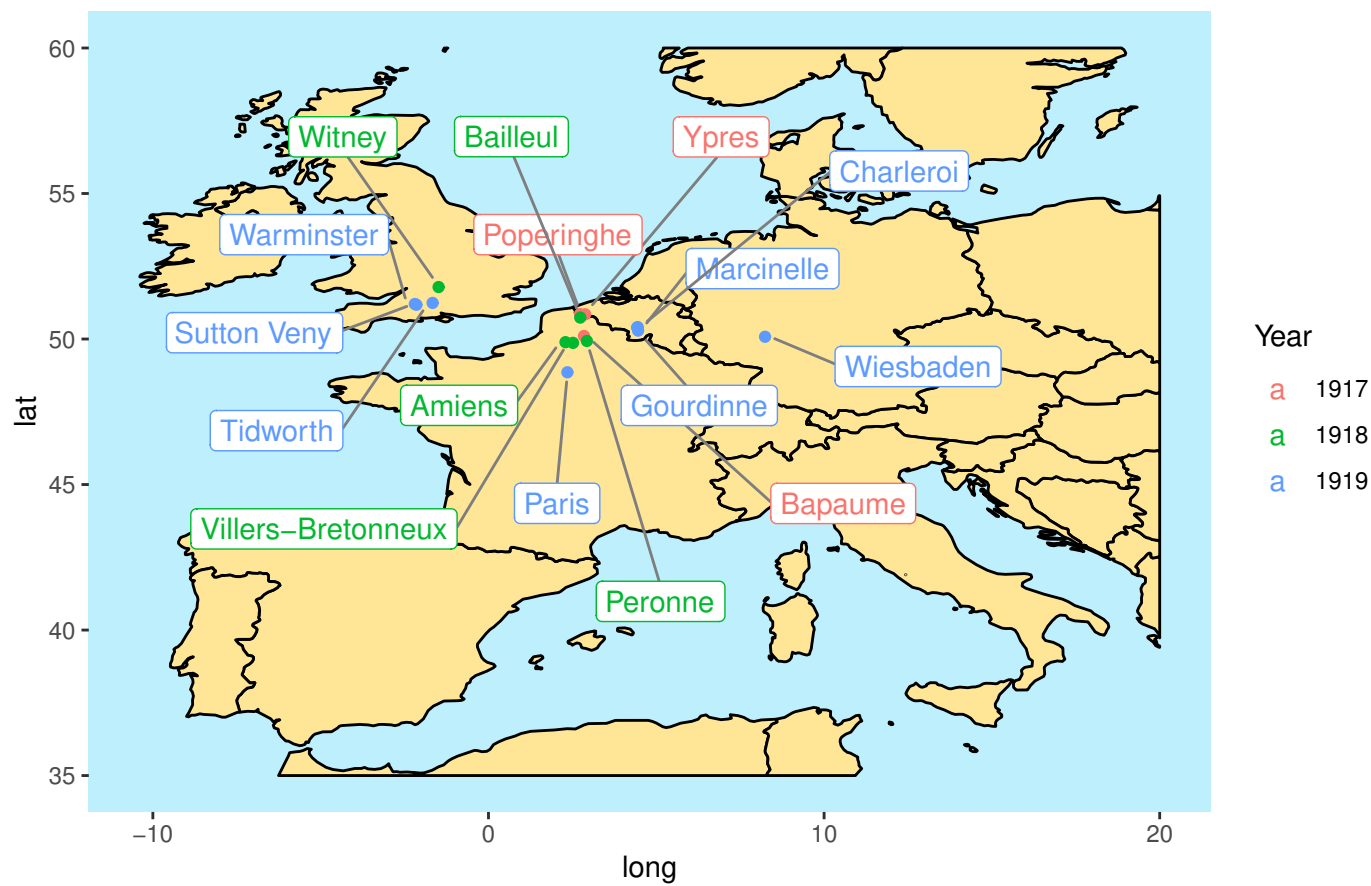 60
55
50
45
40
35
lat
Witney
Bailleul
Ypres
Charleroi
Warminster
Poperinghe
Marcinelle
Sutton Veny
Wiesbaden
Amiens
Gourdinne
Tidworth
Paris
Bapaume
Villers−Bretonneux
Peronne
−10
0
10
20
long
Year
a 1917
a 1918
a 1919